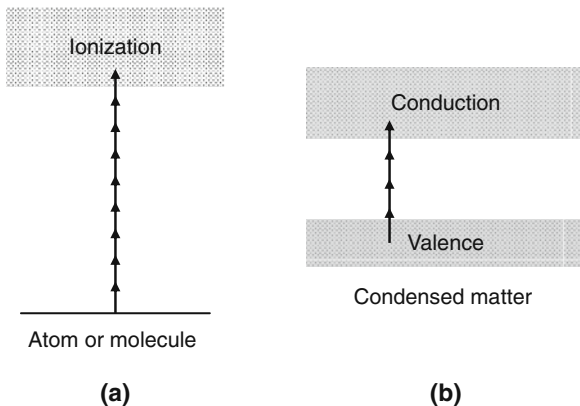 Ionization
Atom or molecule
(a)
Conduction
Valence
Condensed matter
(b)